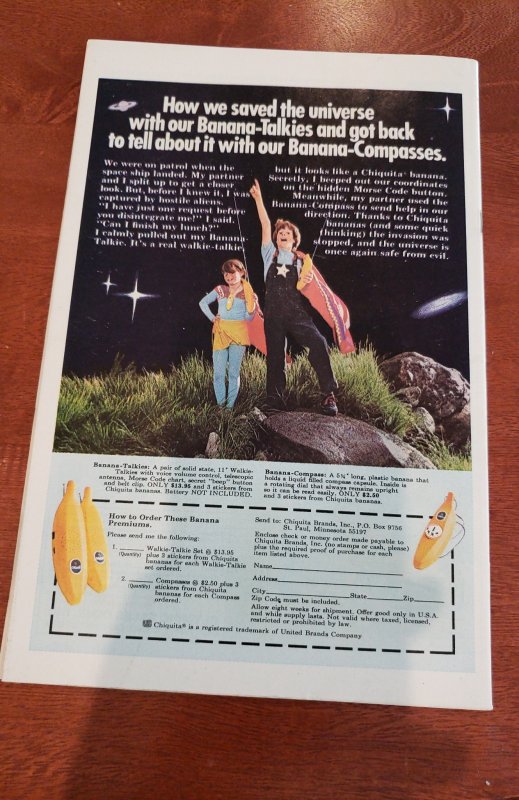 How we saved the universe
with our Banana-Talkies and got back
to tell about it with our Banana-Compasses.
We were on patrol when the
space ship landed. My partner
and I split up to get a closer
look. But, before I knew it, I was
captured by hostile aliens.
"I have just one request before
you disintegrate me!" I said.
"Can I finish my lunch?"
I calmly pulled out my Banana-
Talkie. It's a real walkie-talkie
but it looks like a Chiquita® banana.
Secretly, I beeped out our coordinates
on the hidden Morse Code button.
Meanwhile, my partner used the
Banana Compass to send help in our
direction. Thanks to Chiquita
bananas (and some quick
thinking) the invasion was
stopped, and the universe is
once again safe from evil.
Banana-Talkies: A pair of solid state, 11" Walkie-
Talkies with voice volume control, telescopic
antenna, Morse Code chart, secret "beep" button
and belt clip. ONLY $13.95 and 3 stickers from
Chiquita bananas. Battery NOT INCLUDED.
Banana-Compass: A 5¾" long, plastic banana that
holds a liquid filled compass capsule. Inside is
a rotating dial that always remains upright
so it can be read easily. ONLY $2.50
and 3 stickers from Chiquita bananas.
How to Order These Banana
Premiums.
Please send me the following:
1. Walkie-Talkie Set @ $13.95
(Quantity) plus 3 stickers from Chiquita
bananas for each Walkie-Talkie
set ordered.
2. Compasses @ $2.50 plus 3
(Quantity) stickers from Chiquita
bananas for each Compass
ordered.
Send to: Chiquita Brands, Inc., P.O. Box 9756
St. Paul, Minnesota 55197
Enclose check or money order made payable to
Chiquita Brands, Inc. (no stamps or cash, please)
plus the required proof of purchase for each
item listed above.
Name
Address
City State Zip
Zip Code must be included.
Allow eight weeks for shipment. Offer good only in U.S.A.
and while supply lasts. Not valid where taxed, licensed,
restricted or prohibited by law.
Chiquita® is a registered trademark of United Brands Company